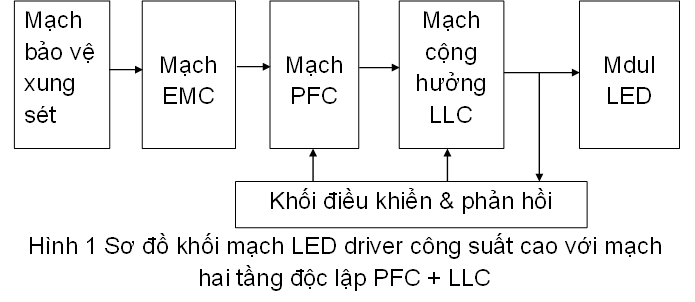 Mạch
bảo vệ
xung
sét
Mạch
EMC
Mạch
PFC
Mạch
cộng
hưởng
LLC
Mdul
LED
Khối điều khiển & phản hồi
Hình 1 Sơ đồ khối mạch LED driver công suất cao với mạch
hai tầng độc lập PFC + LLC